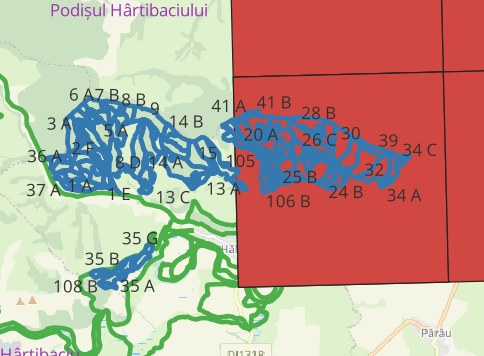 Podișul Hârtibaciului
6 A 7 B 8 B 9
41 A 41 B
28 B
3 A 5 A 14 B
20 A 26 C 30 39
36 A 2 F 8 D 14 A 15 105 34 C
32
37 A 1 A 1 E 13 C 13 A 25 B 24 B 34 A
106 B
35 G
35 B
108 B 35 A
Pârău
Hârtibaciu
DJ131B